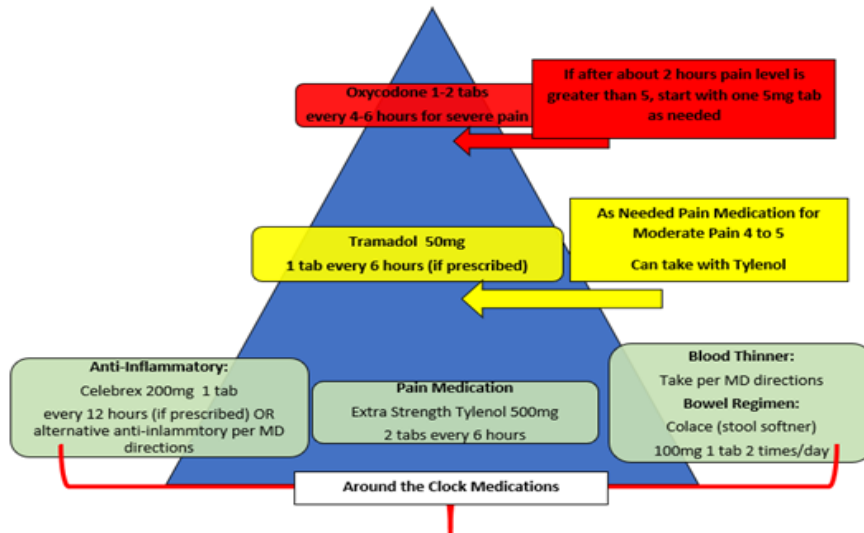 Oxycodone 1-2 tabs
every 4-6 hours for severe pain
If after about 2 hours pain level is
greater than 5, start with one 5mg tab
as needed
Tramadol 50mg
1 tab every 6 hours (if prescribed)
As Needed Pain Medication for
Moderate Pain 4 to 5
Can take with Tylenol
Anti-Inflammatory:
Celebrex 200mg 1 tab
every 12 hours (if prescribed) OR
alternative anti-inlammtory per MD
directions
Pain Medication
Extra Strength Tylenol 500mg
2 tabs every 6 hours
Blood Thinner:
Take per MD directions
Bowel Regimen:
Colace (stool softner)
100mg 1 tab 2 times/day
Around the Clock Medications